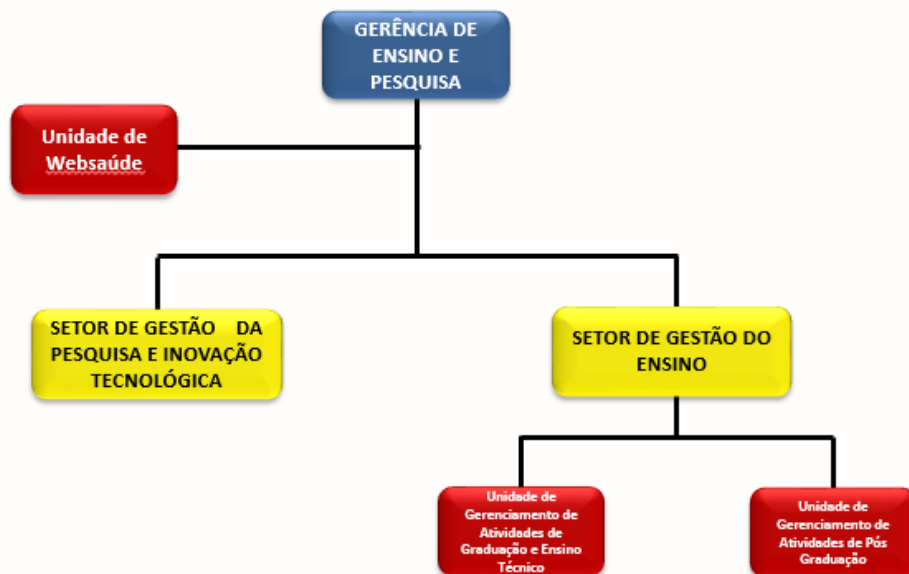 GERÊNCIA DE
ENSINO E
PESQUISA
Unidade de
Websaúde
SETOR DE GESTÃO DA
PESQUISA E INOVAÇÃO
TECNOLÓGICA
SETOR DE GESTÃO DO
ENSINO
Unidade de
Gerenciamento de
Atividades de
Graduação e Ensino
Técnico
Unidade de
Gerenciamento de
Atividades de Pós
Graduação